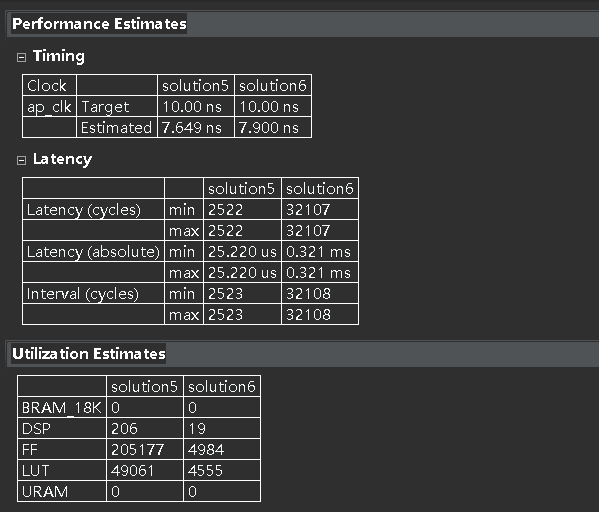 Performance Estimates
Timing
Clock solution5 solution6
ap_clk Target 10.00 ns 10.00 ns
Estimated 7.649 ns 7.900 ns
Latency
solution5 solution6
Latency (cycles) min 2522 32107
max 2522 32107
Latency (absolute) min 25.220 us 0.321 ms
max 25.220 us 0.321 ms
Interval (cycles) min 2523 32108
max 2523 32108
Utilization Estimates
solution5 solution6
BRAM_18K 0 0
DSP 206 19
FF 205177 4984
LUT 49061 4555
URAM 0 0